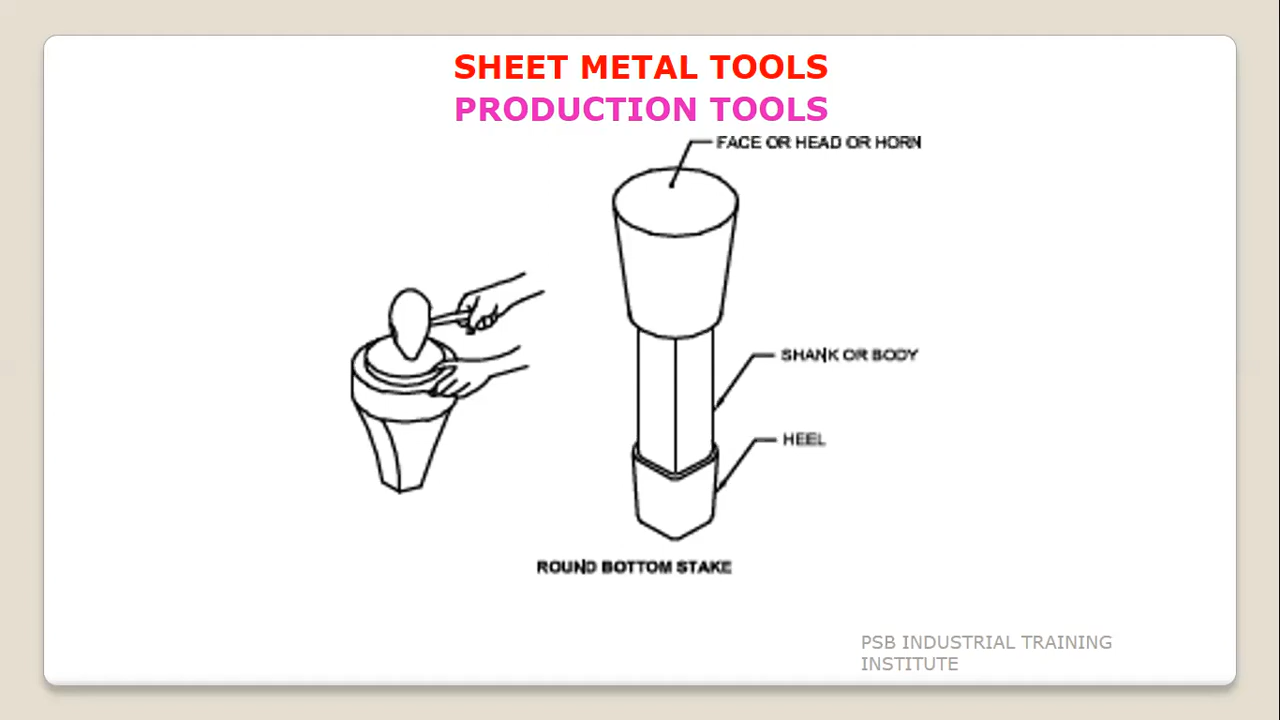 SHEET METAL TOOLS
PRODUCTION TOOLS
FACE OR HEAD OR HORN
SHANK OR BODY
HEEL
ROUND BOTTOM STAKE
PSB INDUSTRIAL TRAINING
INSTITUTE